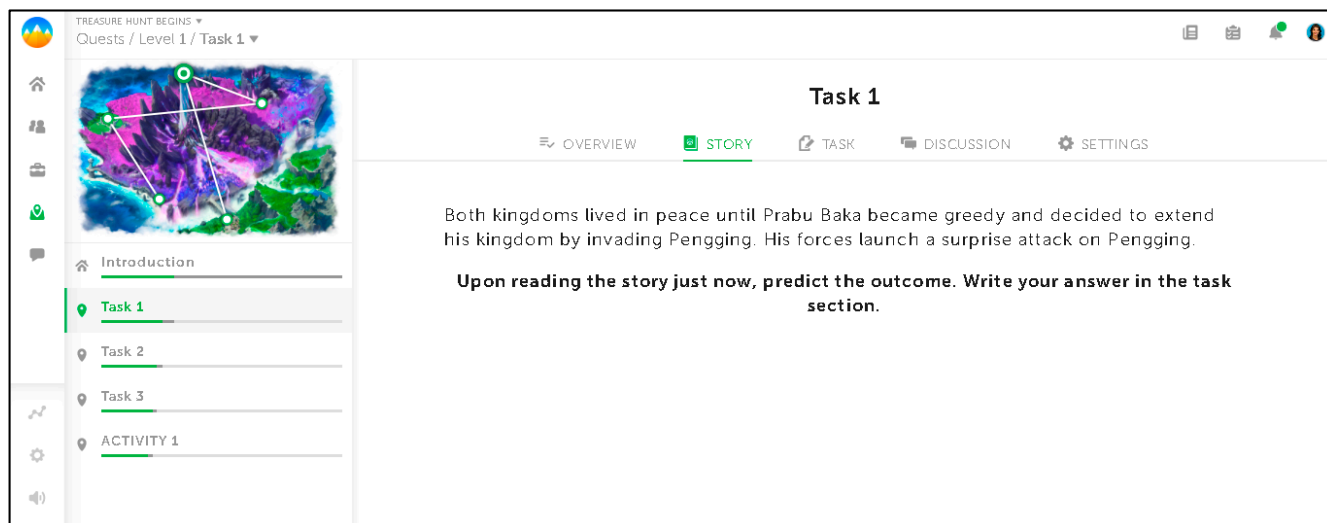 TREASURE HUNT BEGINS ▾
Quests / Level 1 / Task 1 ▾
Introduction
Task 1
Task 2
Task 3
ACTIVITY 1
Task 1
OVERVIEW STORY TASK DISCUSSION SETTINGS
Both kingdoms lived in peace until Prabu Baka became greedy and decided to extend
his kingdom by invading Pengging. His forces launch a surprise attack on Pengging.
Upon reading the story just now, predict the outcome. Write your answer in the task
section.